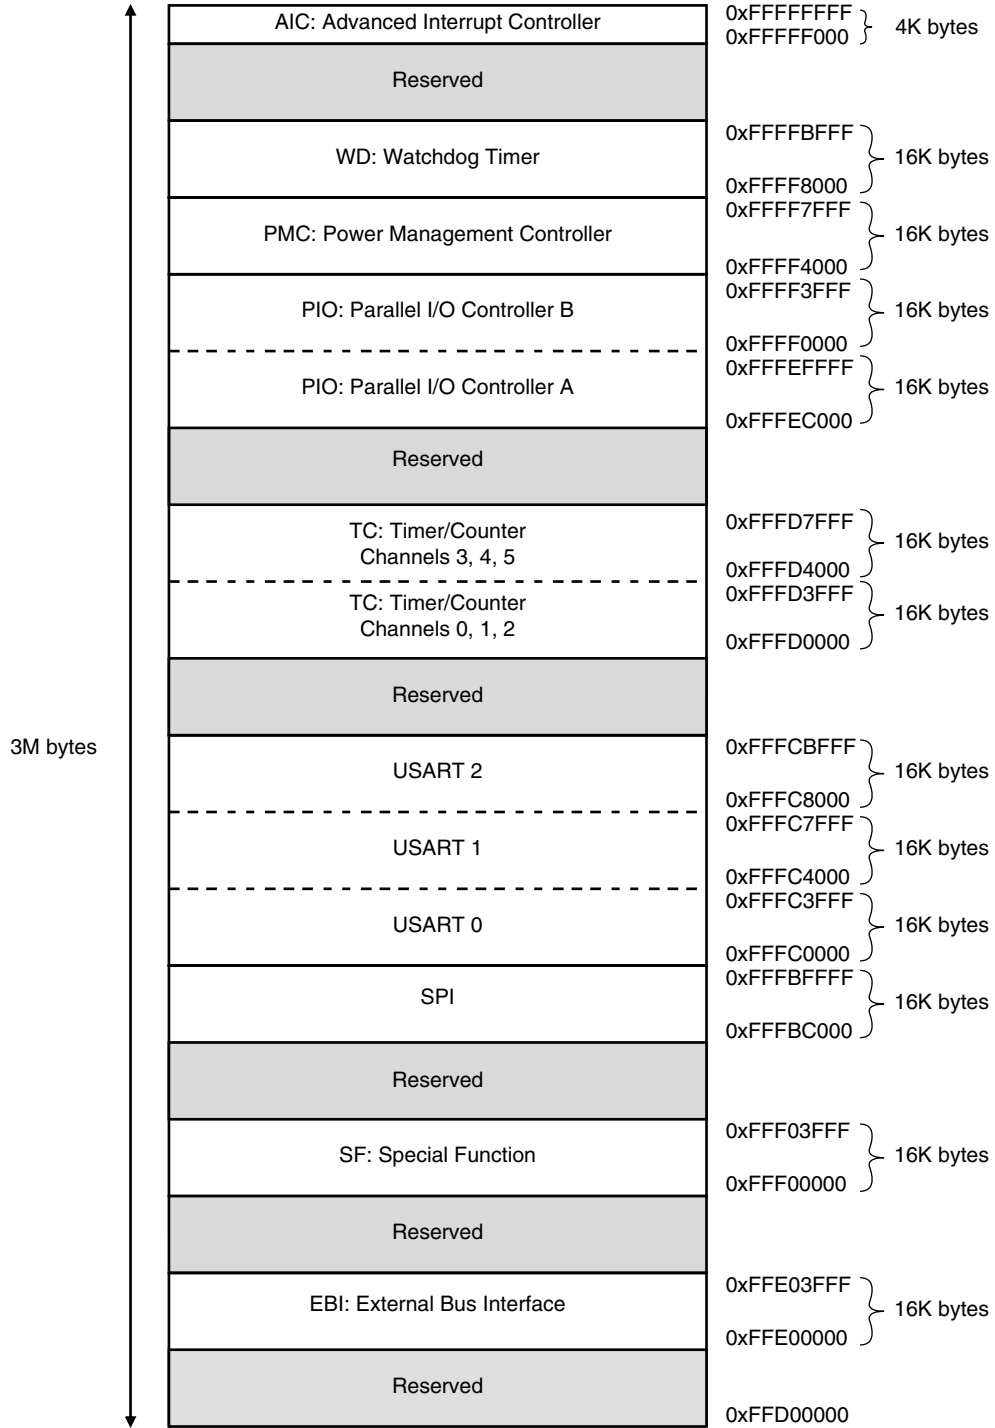 AIC: Advanced Interrupt Controller
0xFFFFFFFF
0xFFFFF000
4K bytes
Reserved
WD: Watchdog Timer
0xFFFFBFFF
16K bytes
0xFFFF8000
PMC: Power Management Controller
0xFFFF7FFF
16K bytes
0xFFFF4000
PIO: Parallel I/O Controller B
0xFFFF3FFF
16K bytes
0xFFFF0000
PIO: Parallel I/O Controller A
0xFFFEFFFF
16K bytes
0xFFFEC000
Reserved
TC: Timer/Counter
Channels 3, 4, 5
0xFFFD7FFF
16K bytes
0xFFFD4000
TC: Timer/Counter
Channels 0, 1, 2
0xFFFD3FFF
16K bytes
0xFFFD0000
Reserved
3M bytes
USART 2
0xFFFCBFFF
16K bytes
0xFFFC8000
USART 1
0xFFFC7FFF
16K bytes
0xFFFC4000
USART 0
0xFFFC3FFF
16K bytes
0xFFFC0000
SPI
0xFFFBFFFF
16K bytes
0xFFFBC000
Reserved
SF: Special Function
0xFFF03FFF
16K bytes
0xFFF00000
Reserved
EBI: External Bus Interface
0xFFE03FFF
16K bytes
0xFFE00000
Reserved
0xFFD00000